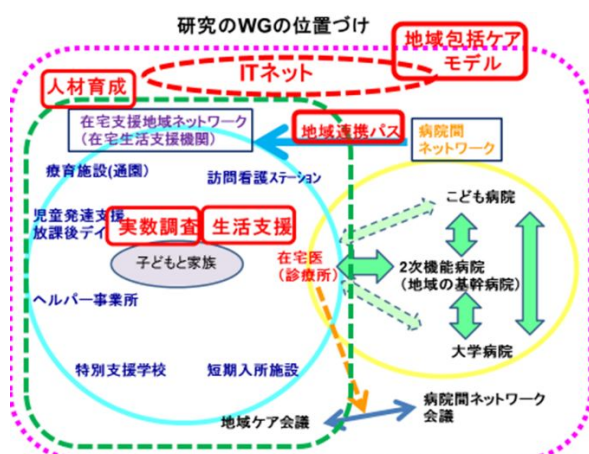 研究のWGの位置づけ
地域包括ケア
モデル
ITネット
人材育成
在宅支援地域ネットワーク
(在宅生活支援機関)
地域連携パス
病院間
ネットワーク
療育施設(通園)
訪問看護ステーション
こども病院
児童発達支援
放課後デイ
実数調査
生活支援
子どもと家族
在宅医
(診療所)
2次機能病院
(地域の基幹病院)
ヘルパー事業所
大学病院
特別支援学校
短期入所施設
地域ケア会議
病院間ネットワーク
会議